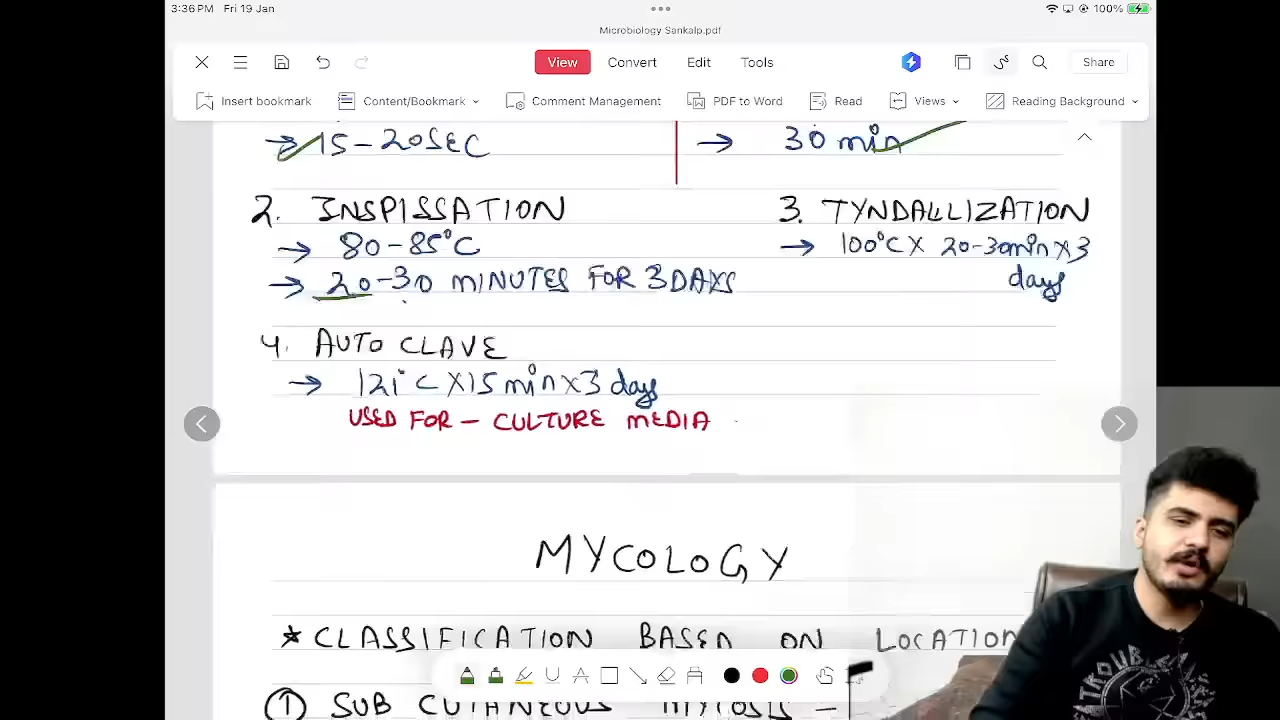 3:36 PM Fri 19 Jan
100%
Microbiology Sankalp.pdf
View Convert Edit Tools Share
Insert bookmark Content/Bookmark Comment Management PDF to Word Read Views Reading Background
→ 15-20SEC
→ 30 min
2. INSPISSATION
→ 80-85°C
→ 20-30 MINUTES FOR 3DAYS
3. TYNDALLIZATION
→ 100°C X 20-30min x 3
days
4. AUTO CLAVE
→ 121°C X15min x3 days
USED FOR - CULTURE MEDIA
MYCOLOGY
* CLASSIFICATION BASED ON LOCATION
① SUB CUTANEOUS MYCOSIS -